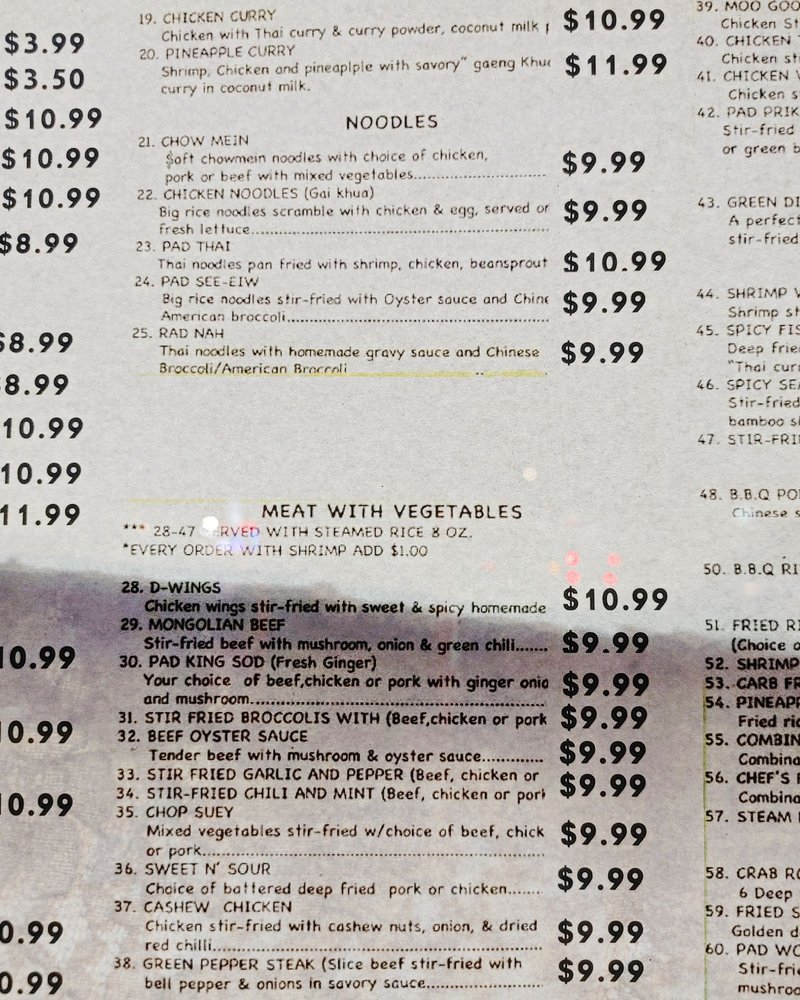 $3.99
$3.50
$10.99
$10.99
$10.99
$8.99
$8.99
8.99
10.99
10.99
11.99
10.99
10.99
10.99
0.99
0.99
19. CHICKEN CURRY
Chicken with Thai curry & curry powder, coconut milk $10.99
20. PINEAPPLE CURRY
Shrimp, Chicken and pineaplple with savory" gaeng Khu $11.99
curry in coconut milk.
NOODLES
21. CHOW MEIN
Soft chowmein noodles with choice of chicken,
pork or beef with mixed vegetables.......................... $9.99
22. CHICKEN NOODLES (Gai khua)
Big rice noodles scramble with chicken & egg, served or $9.99
fresh lettuce..........................................................
23. PAD THAI
Thai noodles pan fried with shrimp, chicken, beansprout $10.99
24. PAD SEE-EIW
Big rice noodles stir-fried with Oyster sauce and Chine $9.99
American broccoli....................................................
25. RAD NAH
Thai noodles with homemade gravy sauce and Chinese $9.99
Broccoli/American Broccoli
MEAT WITH VEGETABLES
*** 28-47 SERVED WITH STEAMED RICE 8 OZ.
*EVERY ORDER WITH SHRIMP ADD $1.00
28. D-WINGS
Chicken wings stir-fried with sweet & spicy homemade $10.99
29. MONGOLIAN BEEF
Stir-fried beef with mushroom, onion & green chili....... $9.99
30. PAD KING SOD (Fresh Ginger)
Your choice of beef,chicken or pork with ginger onio $9.99
and mushroom..........................................................
31. STIR FRIED BROCCOLIS WITH (Beef,chicken or pork $9.99
32. BEEF OYSTER SAUCE
Tender beef with mushroom & oyster sauce............. $9.99
33. STIR FRIED GARLIC AND PEPPER (Beef, chicken or $9.99
34. STIR-FRIED CHILI AND MINT (Beef, chicken or pork
35. CHOP SUEY
Mixed vegetables stir-fried w/choice of beef, chick $9.99
or pork..................................................................
36. SWEET N' SOUR
Choice of battered deep fried pork or chicken....... $9.99
37. CASHEW CHICKEN
Chicken stir-fried with cashew nuts, onion, & dried $9.99
red chilli................................................................
38. GREEN PEPPER STEAK (Slice beef stir-fried with $9.99
bell pepper & onions in savory sauce.......................
39. MOO GOO
Chicken St
40. CHICKEN
Chicken sti
41. CHICKEN
Chicken s
42. PAD PRIK
Stir-fried
or green b
43. GREEN
A perfect
stir-fried
44. SHRIMP
Shrimp st
45. SPICY FIS
Deep frie
"Thai cur
46. SPICY SEA
Stir-fried
bamboo s
47. STIR-FRI
48. B.B.Q PO
Chinese s
50. B.B.Q RI
51. FRIED RI
(Choice o
52. SHRIMP
53. CARB FR
54. PINEAPP
Fried ric
55. COMBIN
Combina
56. CHEF'S
Combina
57. STEAM
58. CRAB RO
6 Deep
59. FRIED S
Golden d
60. PAD WO
Stir-frie
mushroo